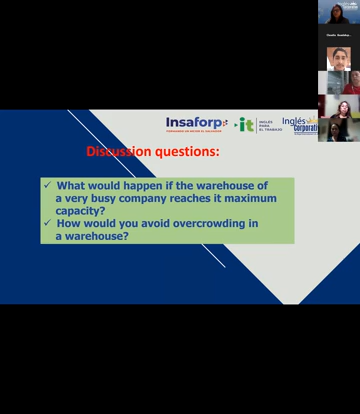 Insaforp
it
INGLÉS
PARA
EL TRABAJO
Inglés
Corporativo
Discussion questions:
✓ What would happen if the warehouse of
a very busy company reaches it maximum
capacity?
✓ How would you avoid overcrowding in
a warehouse?